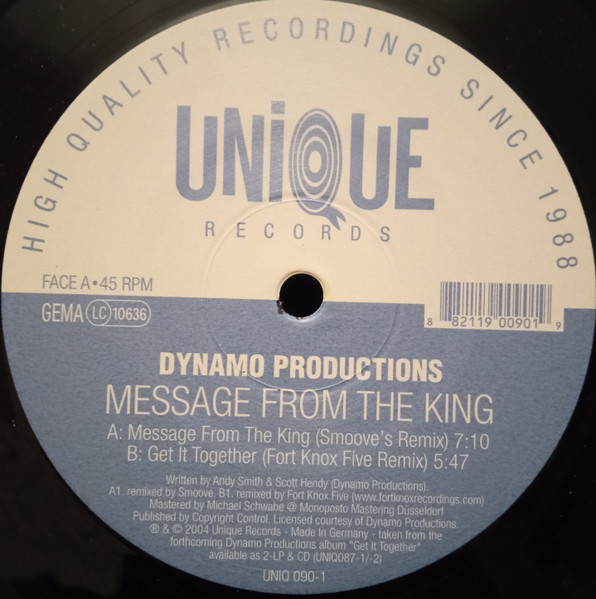 HIGH QUALITY RECORDINGS SINCE 1988
UNiQUE
RECORDS
FACE A • 45 RPM
GEMA LC 10636
8 82119 00901 9
DYNAMO PRODUCTIONS
MESSAGE FROM THE KING
A: Message From The King (Smoove's Remix) 7:10
B: Get It Together (Fort Knox Five Remix) 5:47
Written by Andy Smith & Scott Hendy (Dynamo Productions).
A1. remixed by Smoove. B1. remixed by Fort Knox Five (www.fortknoxrecordings.com)
Mastered by Michael Schwabe @ Monoposto Mastering Düsseldorf
Published by Copyright Control. Licensed courtesy of Dynamo Productions.
℗ & © 2004 Unique Records - Made In Germany - taken from the
forthcoming Dynamo Productions album "Get It Together"
available as 2-LP & CD (UNIQ087-1/-2)
UNIQ 090-1